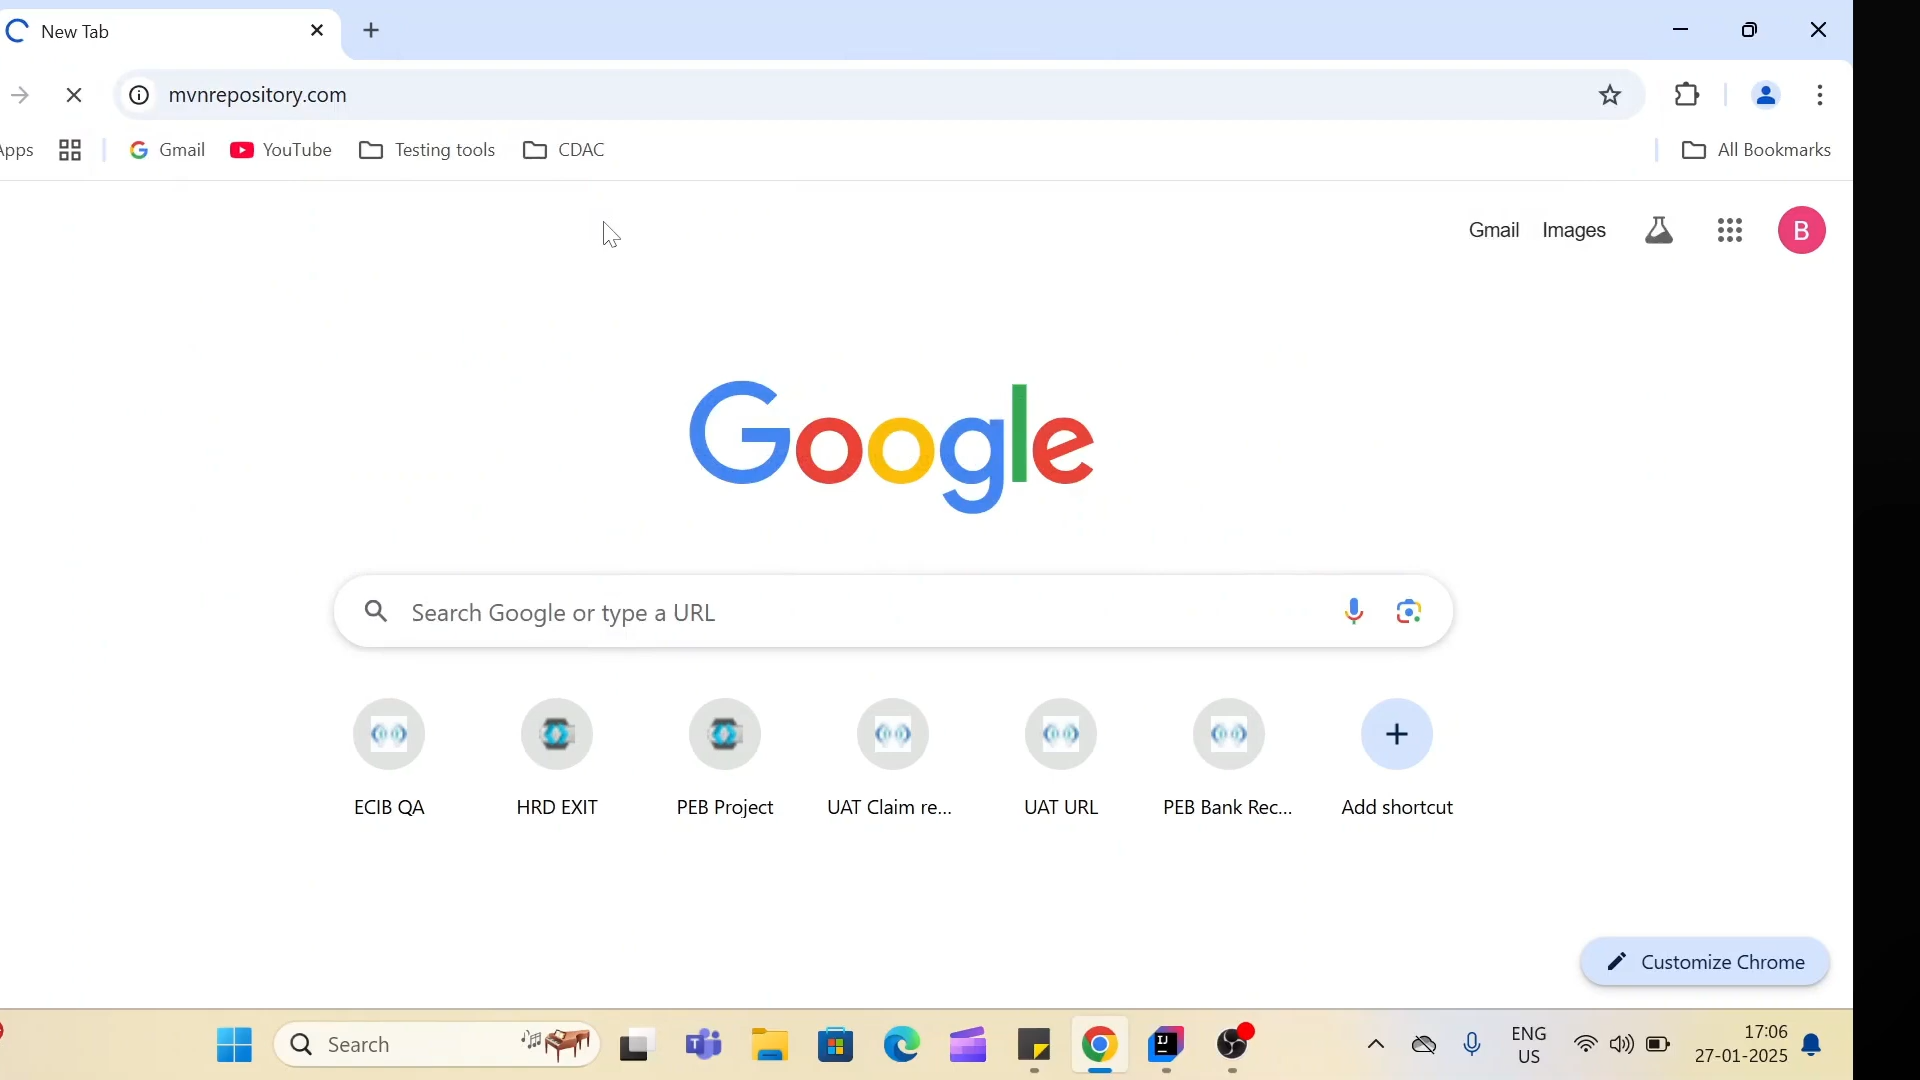 New Tab
mvnrepository.com
Apps
Gmail
YouTube
Testing tools
CDAC
All Bookmarks
Gmail
Images
B
Google
Search Google or type a URL
ECIB QA
HRD EXIT
PEB Project
UAT Claim re...
UAT URL
PEB Bank Rec...
Add shortcut
Customize Chrome
Search
ENG
US
17:06
27-01-2025